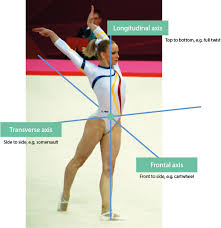 Longitudinal axis
Top to bottom, e.g. full twist
Transverse axis
Side to side, e.g. somersault
Frontal axis
Front to side, e.g. cartwheel